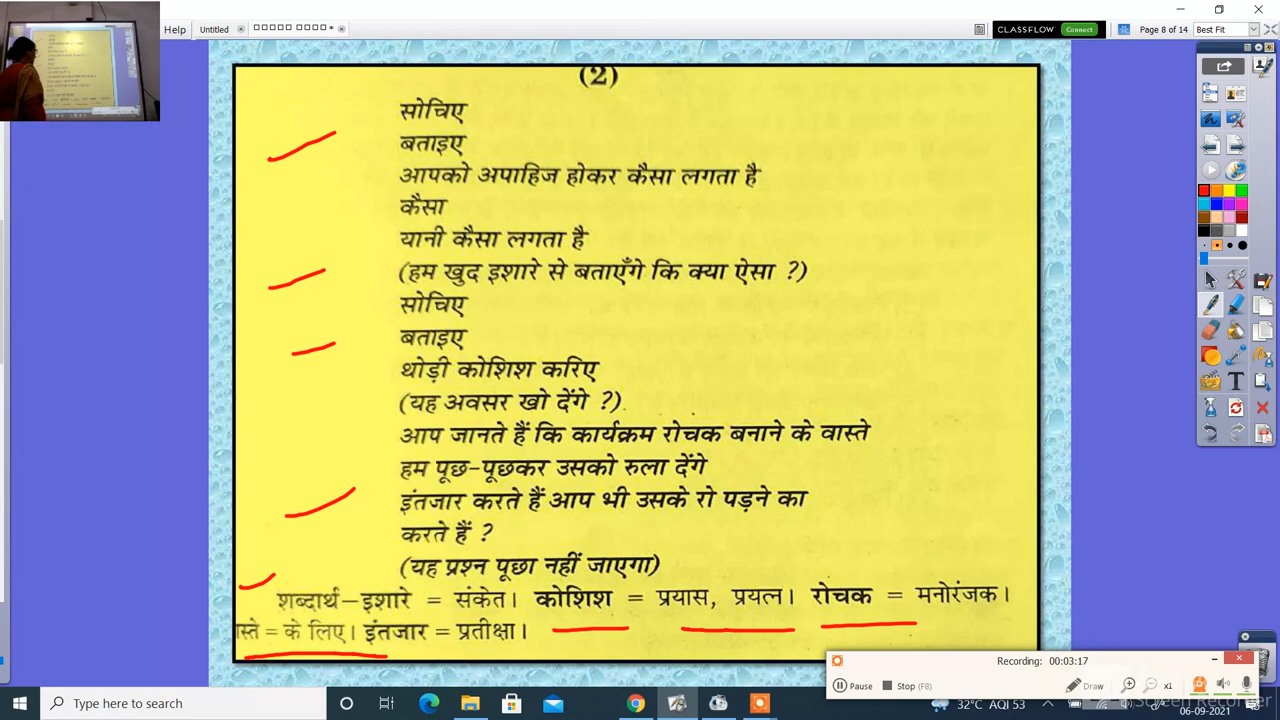 Help
Untitled
CLASSFLOW Connect
Page 8 of 14
Best Fit
(2)
सोचिए
बताइए
आपको अपाहिज होकर कैसा लगता है
कैसा
यानी कैसा लगता है
(हम खुद इशारे से बताएँगे कि क्या ऐसा ?)
सोचिए
बताइए
थोड़ी कोशिश करिए
(यह अवसर खो देंगे ?)
आप जानते हैं कि कार्यक्रम रोचक बनाने के वास्ते
हम पूछ-पूछकर उसको रुला देंगे
इंतजार करते हैं आप भी उसके रो पड़ने का
करते हैं ?
(यह प्रश्न पूछा नहीं जाएगा)
शब्दार्थ–इशारे = संकेत। कोशिश = प्रयास, प्रयत्न। रोचक = मनोरंजक।
ास्ते = के लिए। इंतजार = प्रतीक्षा।
Recording: 00:03:17
Pause Stop (F8) Draw x1
Screen Recorder
Type here to search
32°C AQI 53
06-09-2021